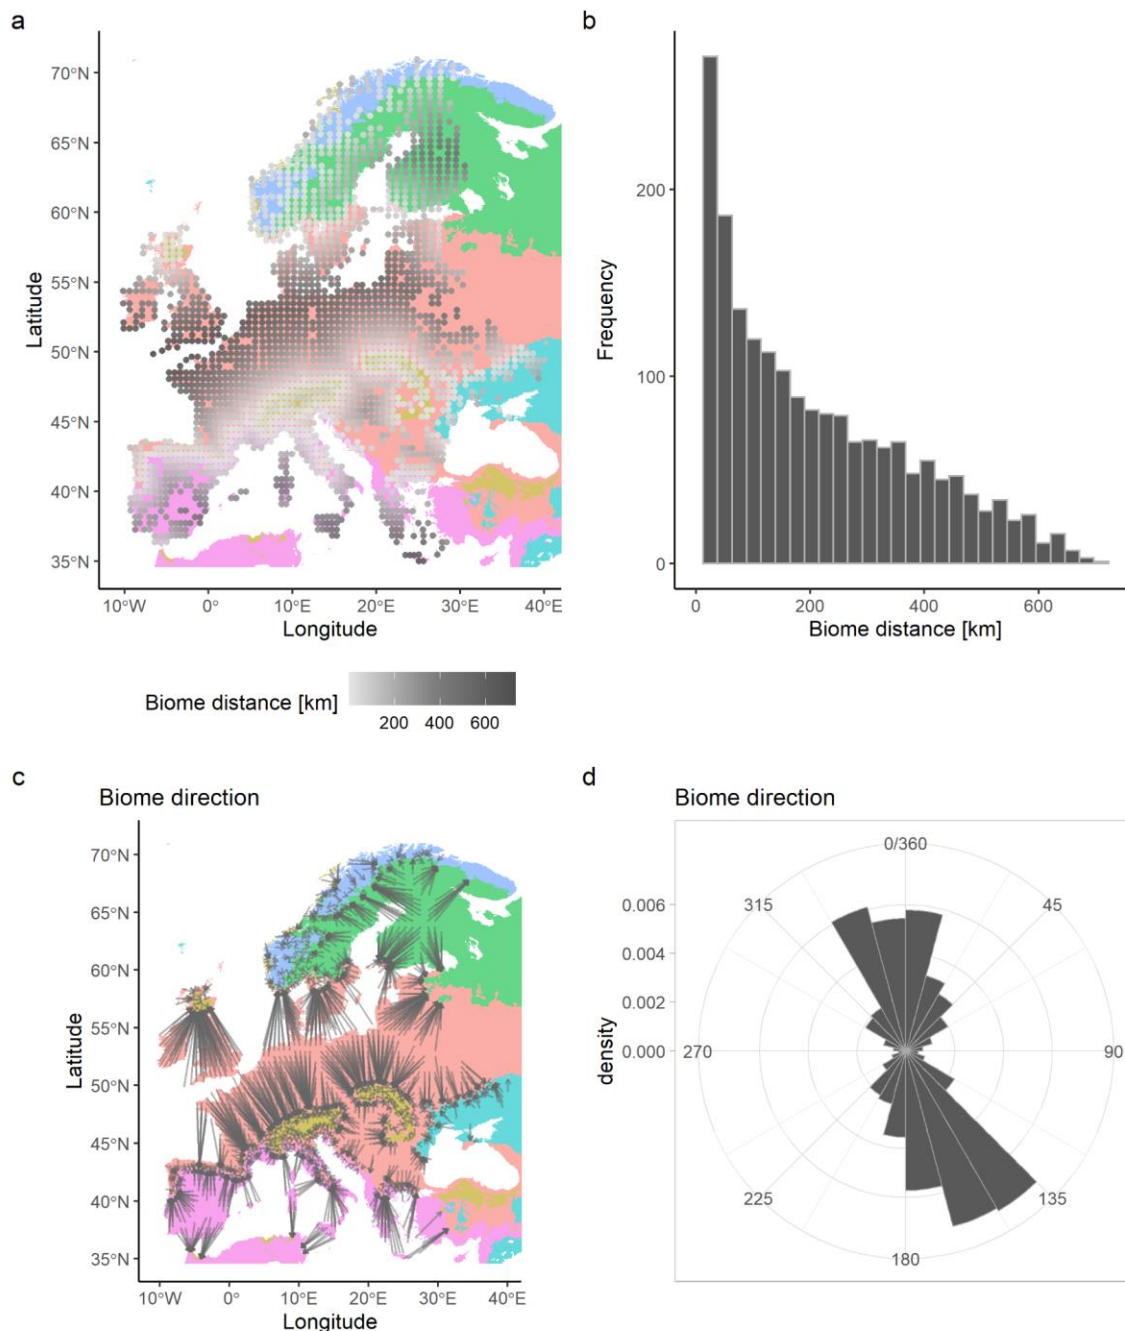 a
70°N
65°N
60°N
55°N
50°N
45°N
40°N
35°N
Latitude
10°W 0° 10°E 20°E 30°E 40°E
Longitude
Biome distance [km]
200 400 600
b
200
100
0
Frequency
0 200 400 600
Biome distance [km]
c
Biome direction
70°N
65°N
60°N
55°N
50°N
45°N
40°N
35°N
Latitude
10°W 0° 10°E 20°E 30°E 40°E
Longitude
d
Biome direction
0/360
45
90
135
180
225
270
315
0.006
0.004
0.002
0.000
density